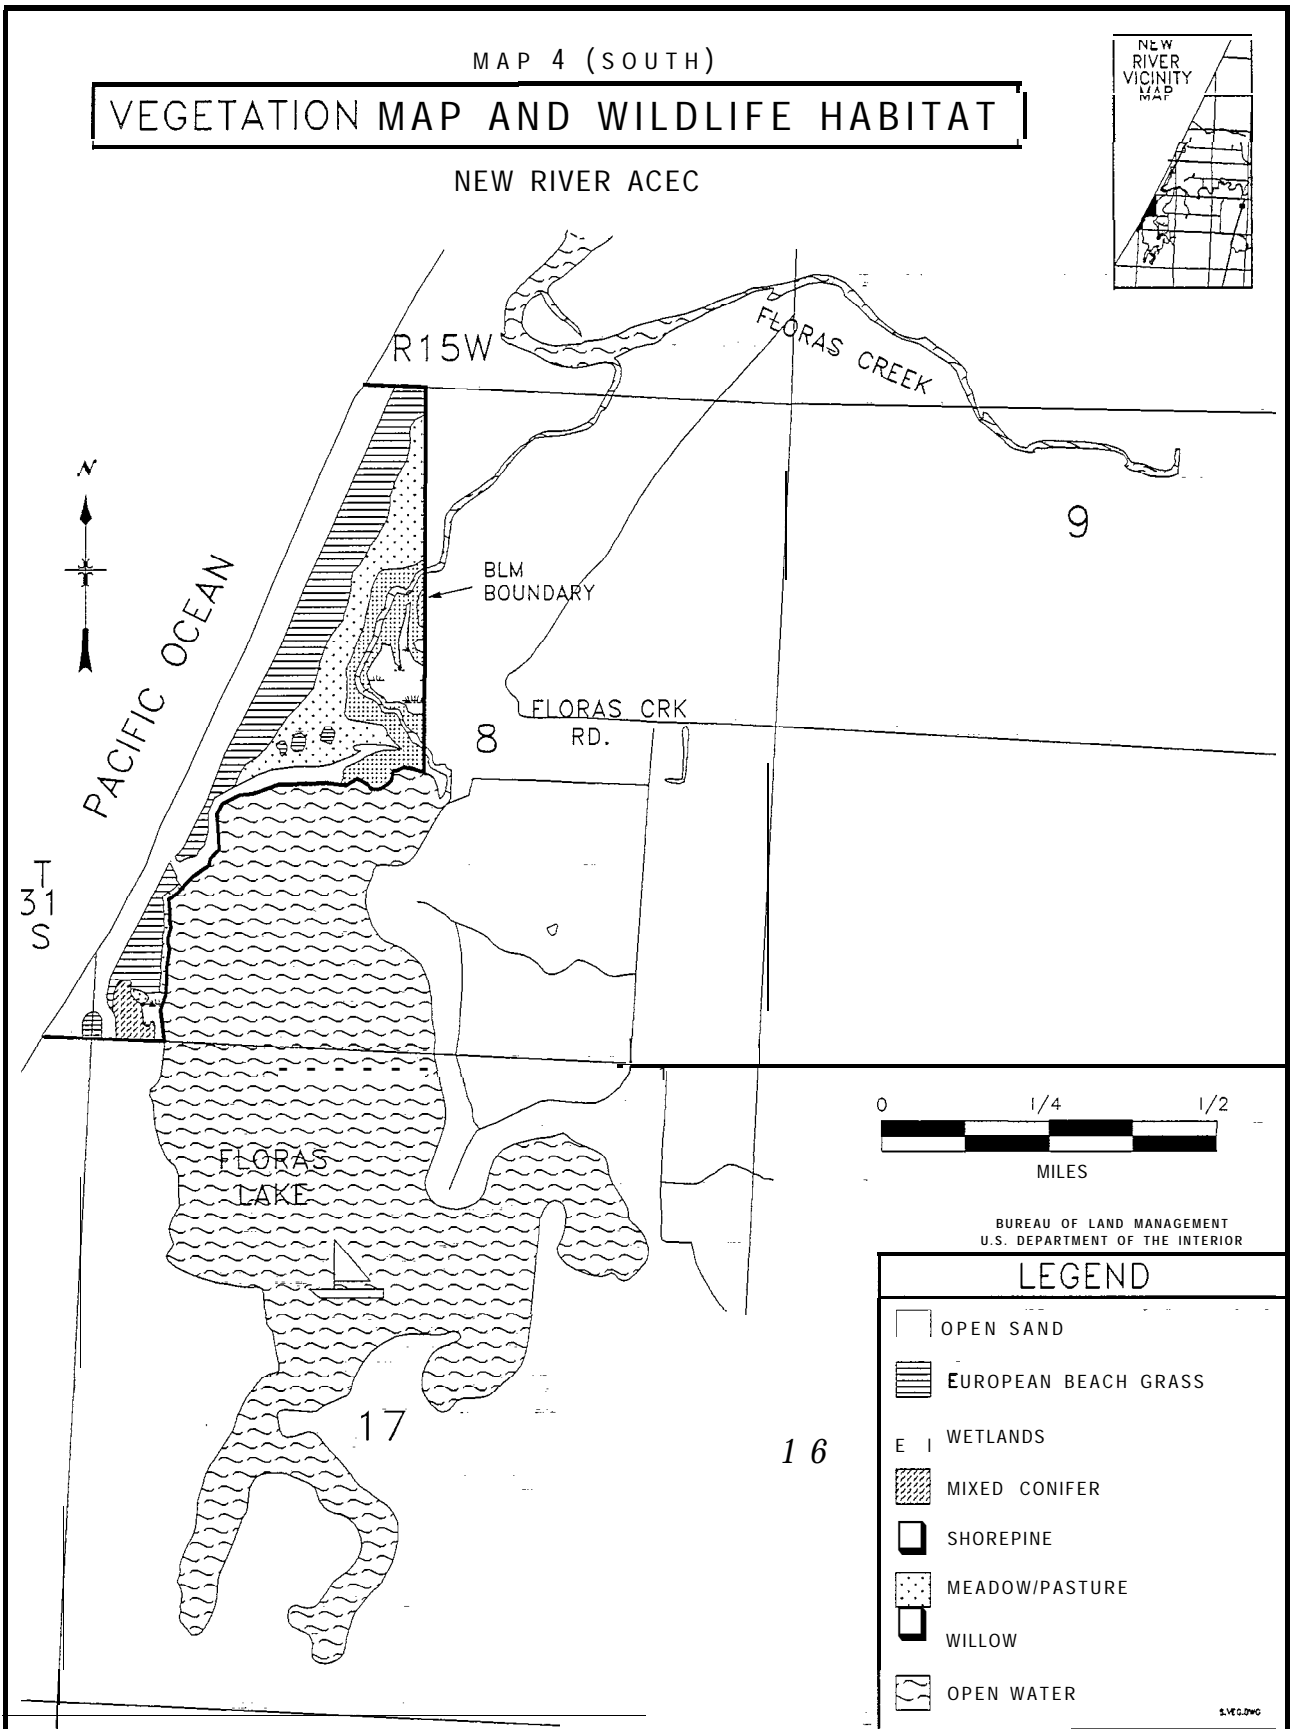 MAP 4 (SOUTH)
VEGETATION MAP AND WILDLIFE HABITAT
NEW RIVER ACEC
NEW
RIVER
VICINITY
MAP
R15W
FLORAS CREEK
N
9
BLM
BOUNDARY
PACIFIC OCEAN
FLORAS CRK
RD.
8
T
31
S
0 1/4 1/2
MILES
FLORAS
LAKE
BUREAU OF LAND MANAGEMENT
U.S. DEPARTMENT OF THE INTERIOR
LEGEND
OPEN SAND
EUROPEAN BEACH GRASS
17
16
E I WETLANDS
MIXED CONIFER
SHOREPINE
MEADOW/PASTURE
WILLOW
OPEN WATER
S.VEG.DWG